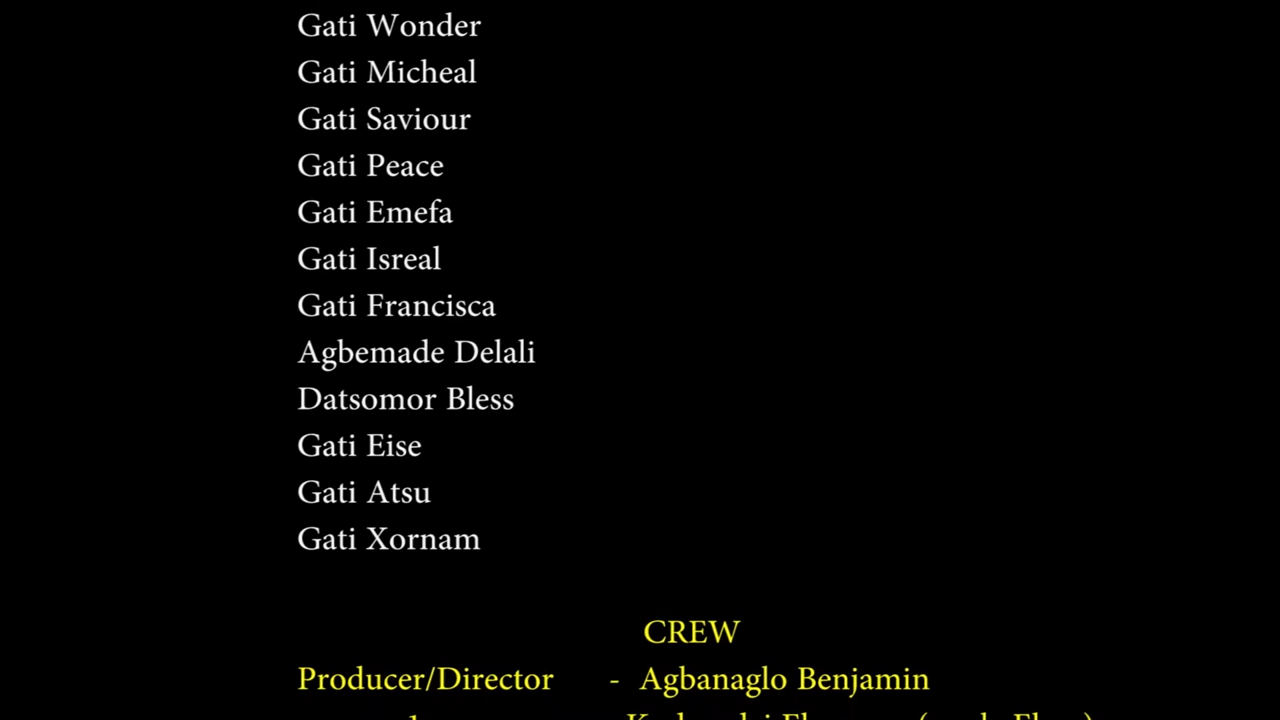 Gati Wonder
Gati Micheal
Gati Saviour
Gati Peace
Gati Emefa
Gati Isreal
Gati Francisca
Agbemade Delali
Datsomor Bless
Gati Eise
Gati Atsu
Gati Xornam
CREW
Producer/Director - Agbanaglo Benjamin